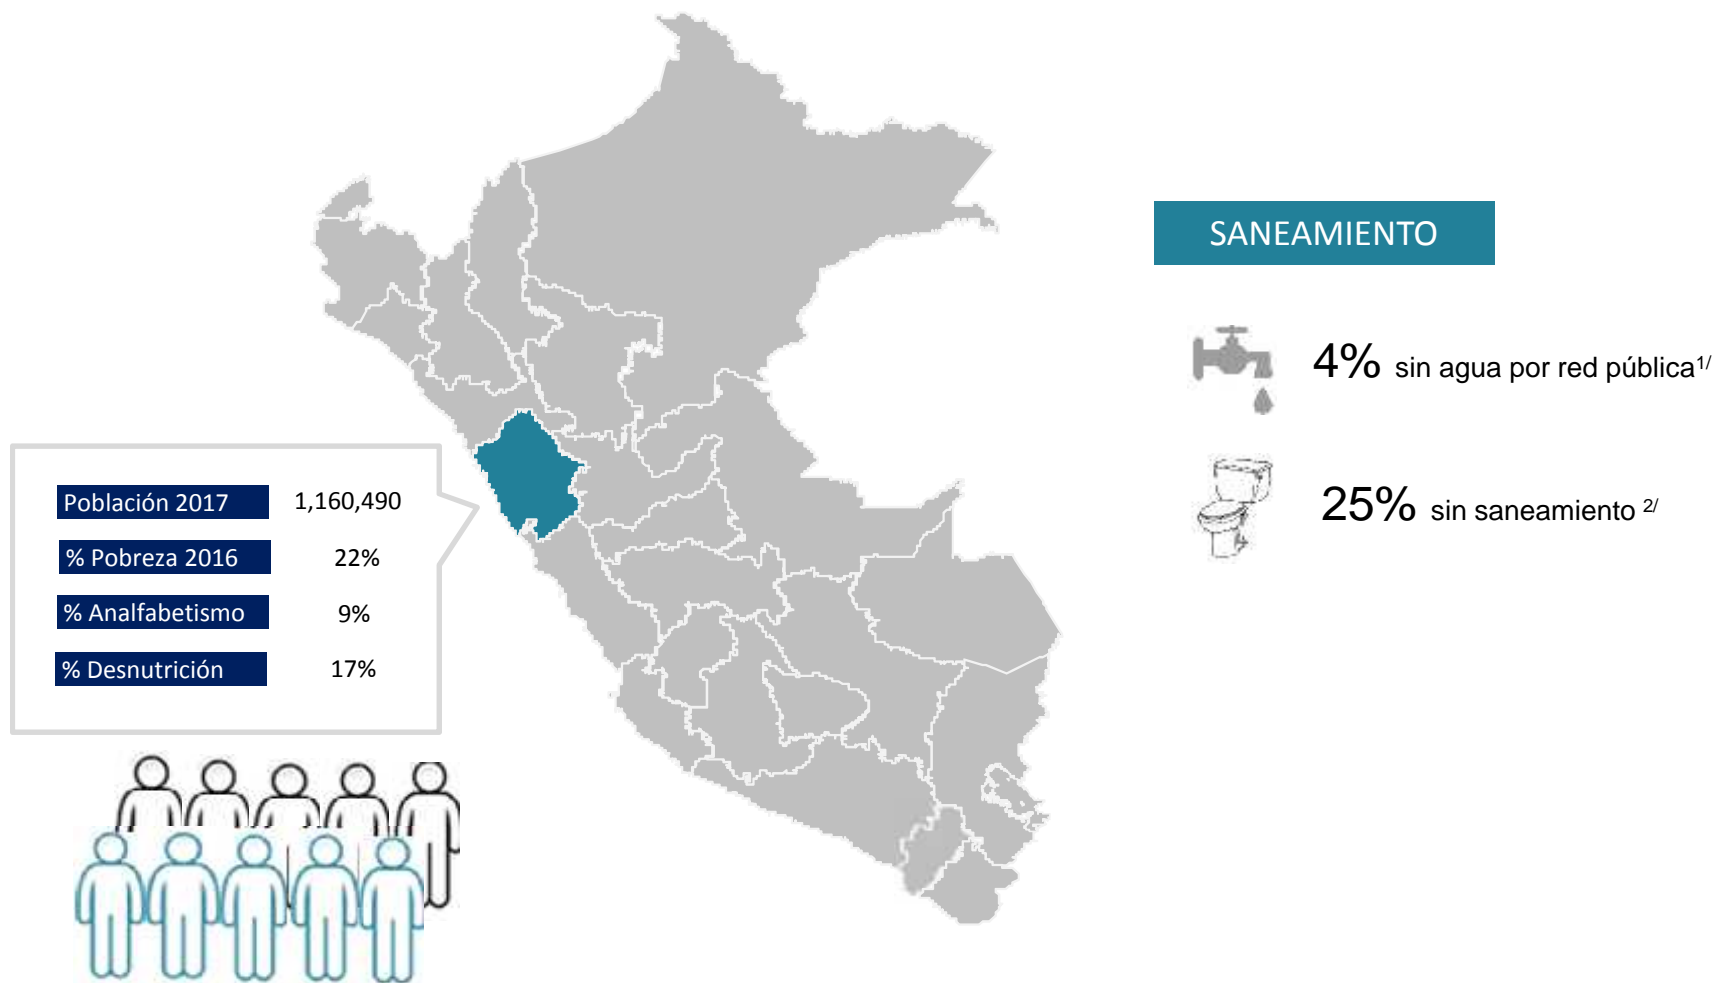 SANEAMIENTO
4% sin agua por red pública1/
25% sin saneamiento 2/
Población 2017 1,160,490
% Pobreza 2016 22%
% Analfabetismo 9%
% Desnutrición 17%